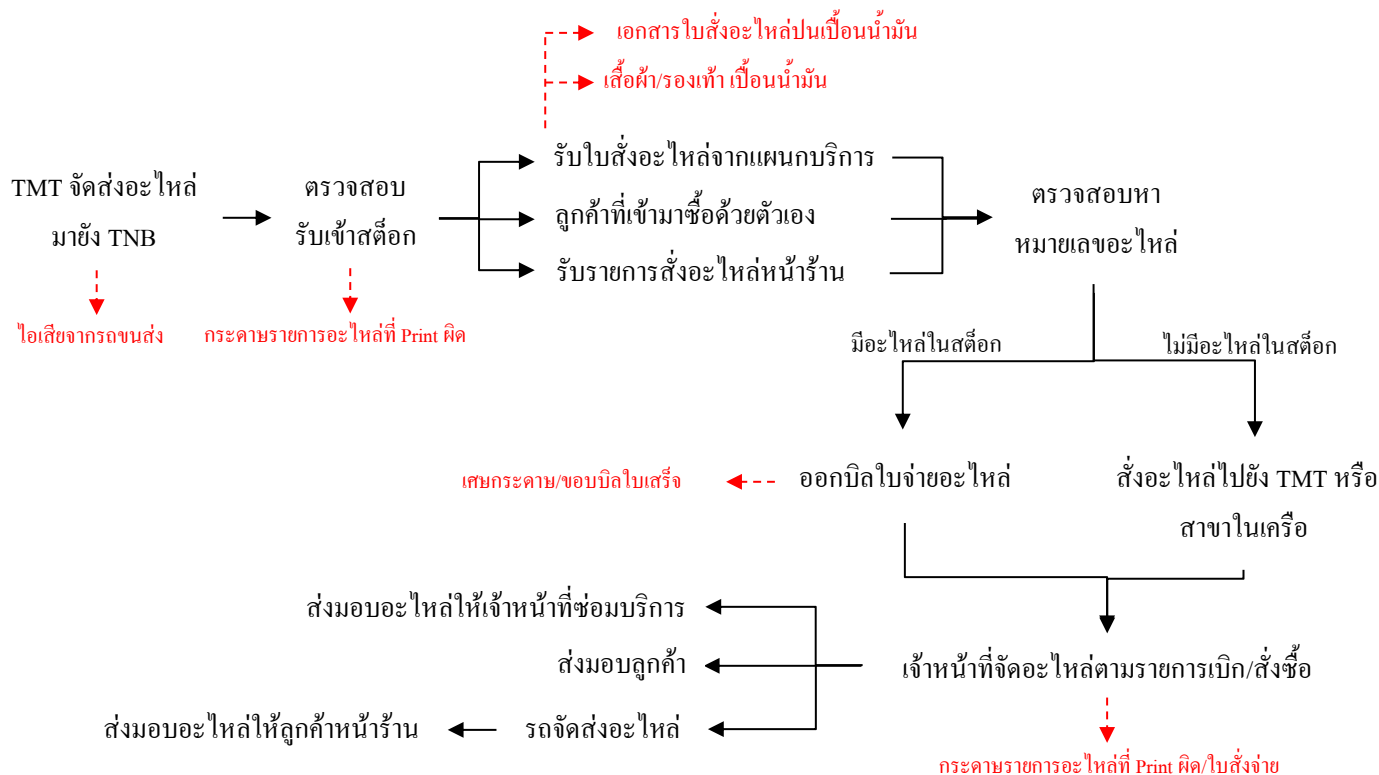 เอกสารใบสั่งอะไหล่ปนเปื้อนน้ำมัน
เสื้อผ้า/รองเท้า เปื้อนน้ำมัน
TMT จัดส่งอะไหล่
มายัง TNB
ตรวจสอบ
รับเข้าสต็อก
รับใบสั่งอะไหล่จากแผนกบริการ
ลูกค้าที่เข้ามาซื้อด้วยตัวเอง
รับรายการสั่งอะไหล่หน้าร้าน
ตรวจสอบหา
หมายเลขอะไหล่
ไอเสียจากรถขนส่ง
กระดาษรายการอะไหล่ที่ Print ผิด
มีอะไหล่ในสต็อก
ไม่มีอะไหล่ในสต็อก
เศษกระดาษ/ขอบบิลใบเสร็จ
ออกบิลใบจ่ายอะไหล่
สั่งอะไหล่ไปยัง TMT หรือ
สาขาในเครือ
ส่งมอบอะไหล่ให้เจ้าหน้าที่ซ่อมบริการ
ส่งมอบลูกค้า
เจ้าหน้าที่จัดอะไหล่ตามรายการเบิก/สั่งซื้อ
ส่งมอบอะไหล่ให้ลูกค้าหน้าร้าน
รถจัดส่งอะไหล่
กระดาษรายการอะไหล่ที่ Print ผิด/ใบสั่งจ่าย